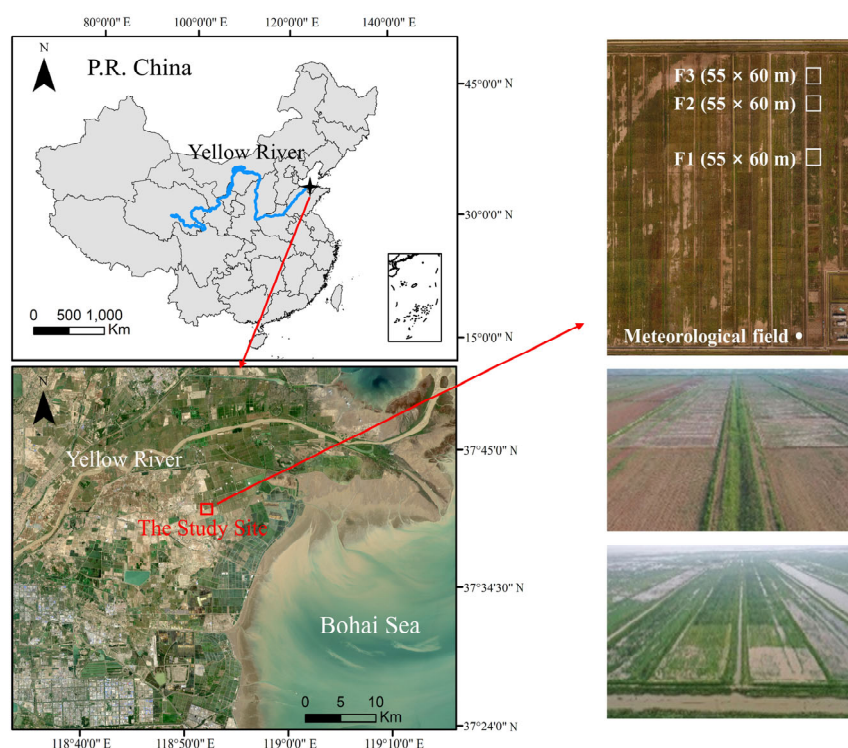 80°0'0" E
100°0'0" E
120°0'0" E
140°0'0" E
N
P.R. China
45°0'0" N
Yellow River
30°0'0" N
0 500 1,000
Km
15°0'0" N
N
Yellow River
37°45'0" N
The Study Site
37°34'30" N
Bohai Sea
0 5 10
Km
37°24'0" N
118°40'0" E
118°50'0" E
119°0'0" E
119°10'0" E
F3 (55 × 60 m)
F2 (55 × 60 m)
F1 (55 × 60 m)
Meteorological field